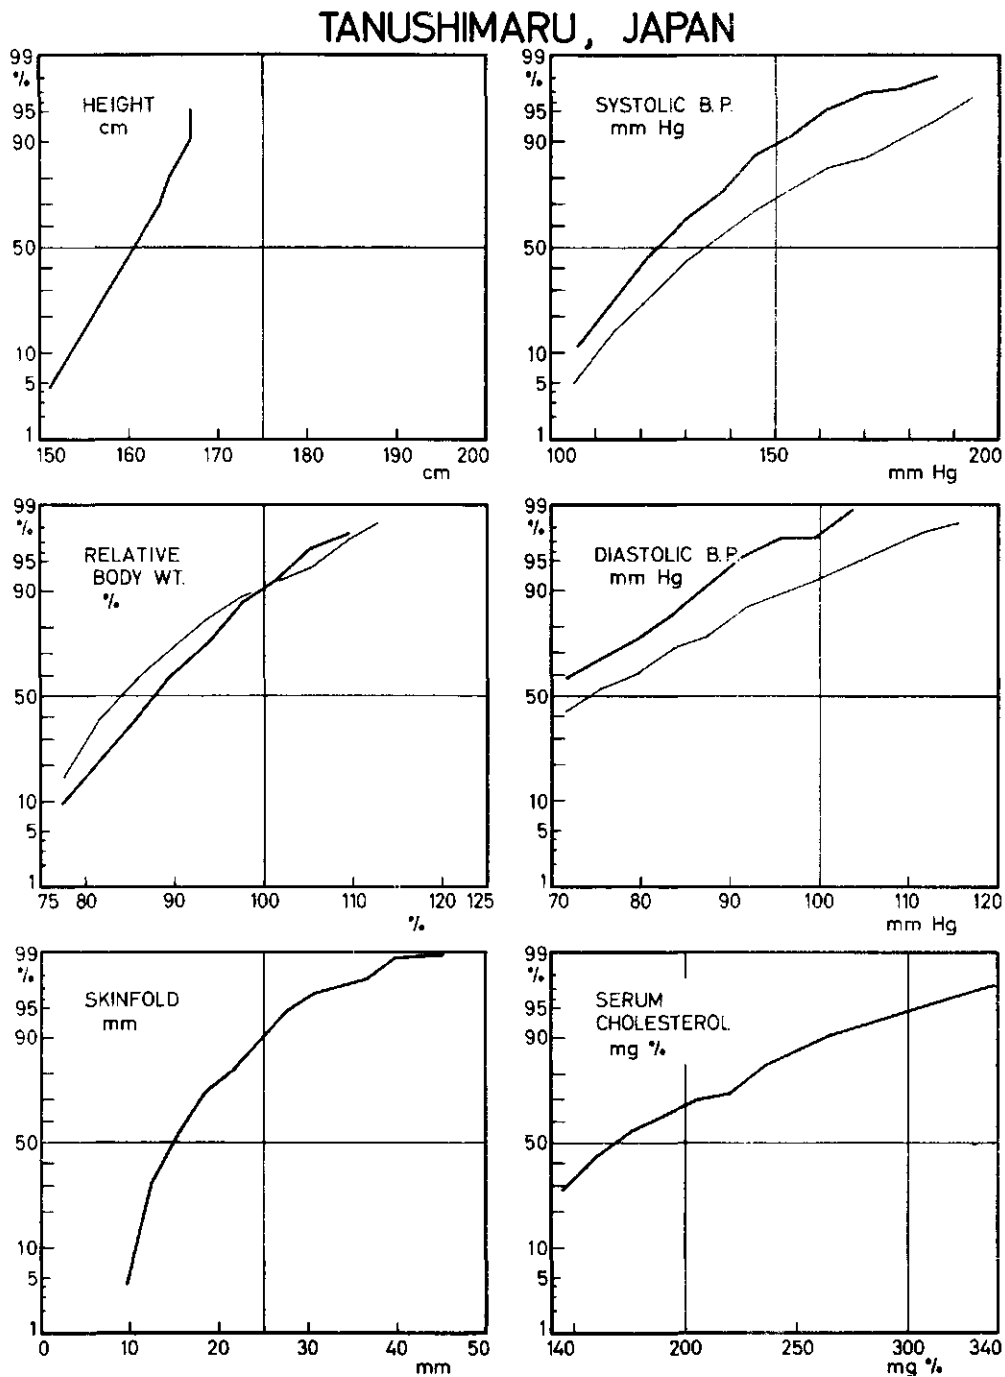 TANUSHIMARU, JAPAN
99
%
95
90
50
10
5
1
HEIGHT
cm
150 160 170 180 190 200
cm
99
%
95
90
50
10
5
1
SYSTOLIC B.P.
mm Hg
100 150 200
mm Hg
99
%
95
90
50
10
5
1
RELATIVE
BODY WT.
%
75 80 90 100 110 120 125
%
99
%
95
90
50
10
5
1
DIASTOLIC B.P.
mm Hg
70 80 90 100 110 120
mm Hg
99
%
95
90
50
10
5
1
SKINFOLD
mm
0 10 20 30 40 50
mm
99
%
95
90
50
10
5
1
SERUM
CHOLESTEROL
mg %
140 200 250 300 340
mg %